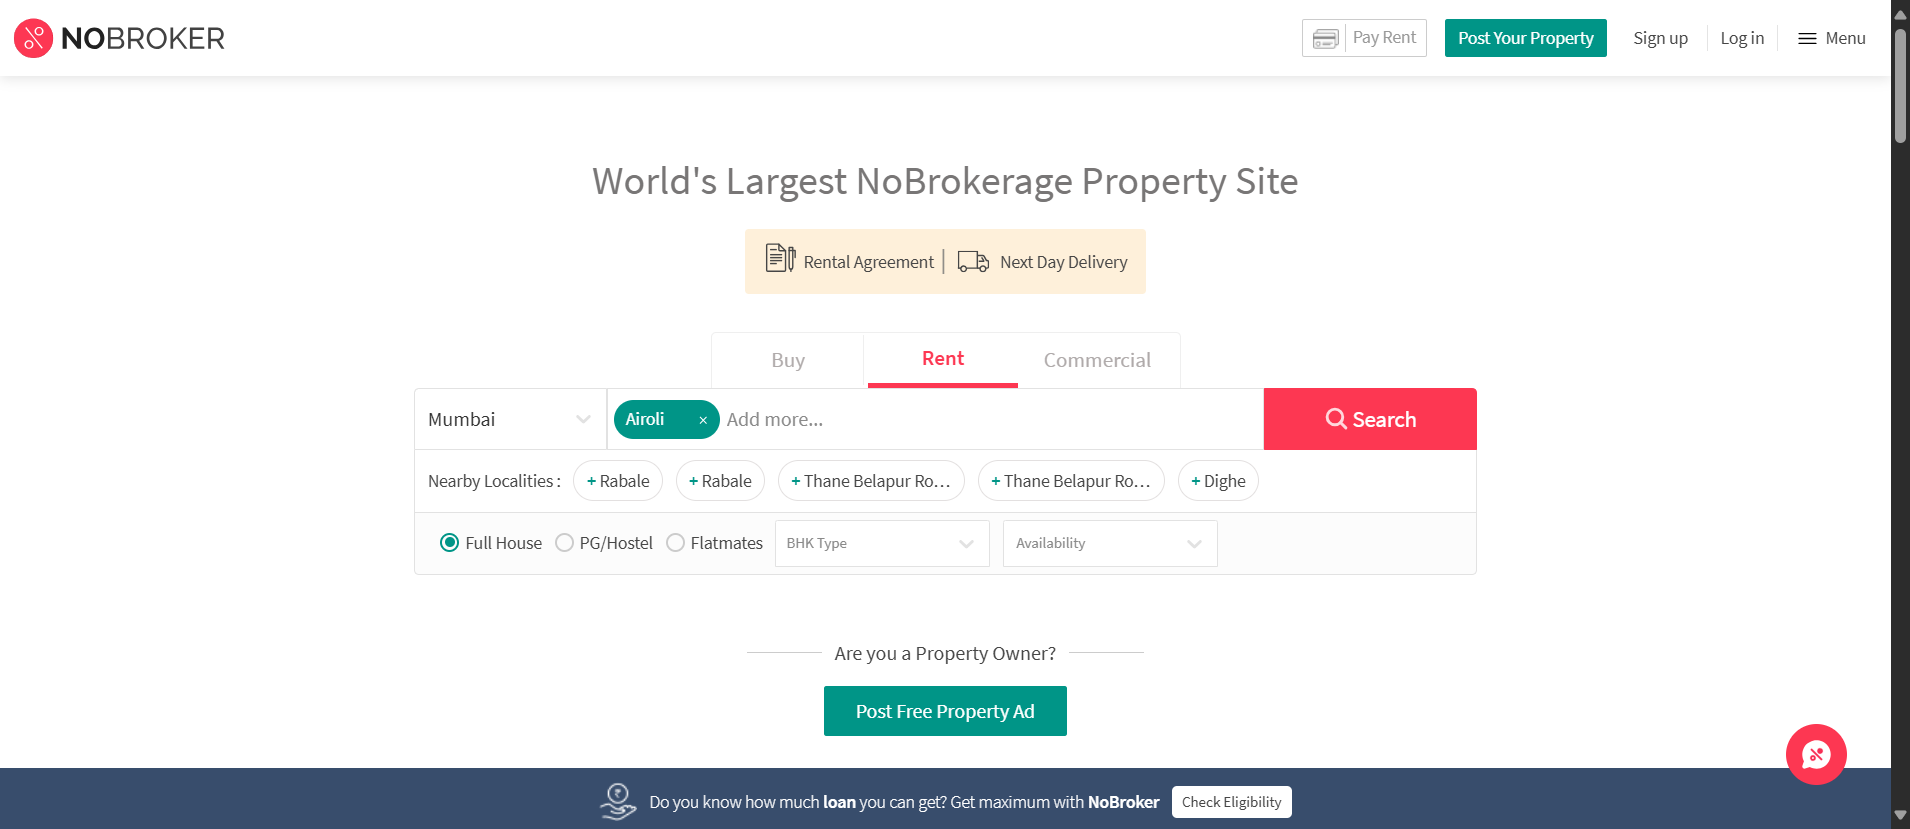 NOBROKER
Pay Rent
Post Your Property
Sign up
Log in
Menu
World's Largest NoBrokerage Property Site
Rental Agreement
Next Day Delivery
Buy
Rent
Commercial
Mumbai
Airoli ×
Add more...
Search
Nearby Localities :
+ Rabale
+ Rabale
+ Thane Belapur Ro...
+ Thane Belapur Ro...
+ Dighe
Full House
PG/Hostel
Flatmates
BHK Type
Availability
Are you a Property Owner?
Post Free Property Ad
Do you know how much loan you can get? Get maximum with NoBroker
Check Eligibility